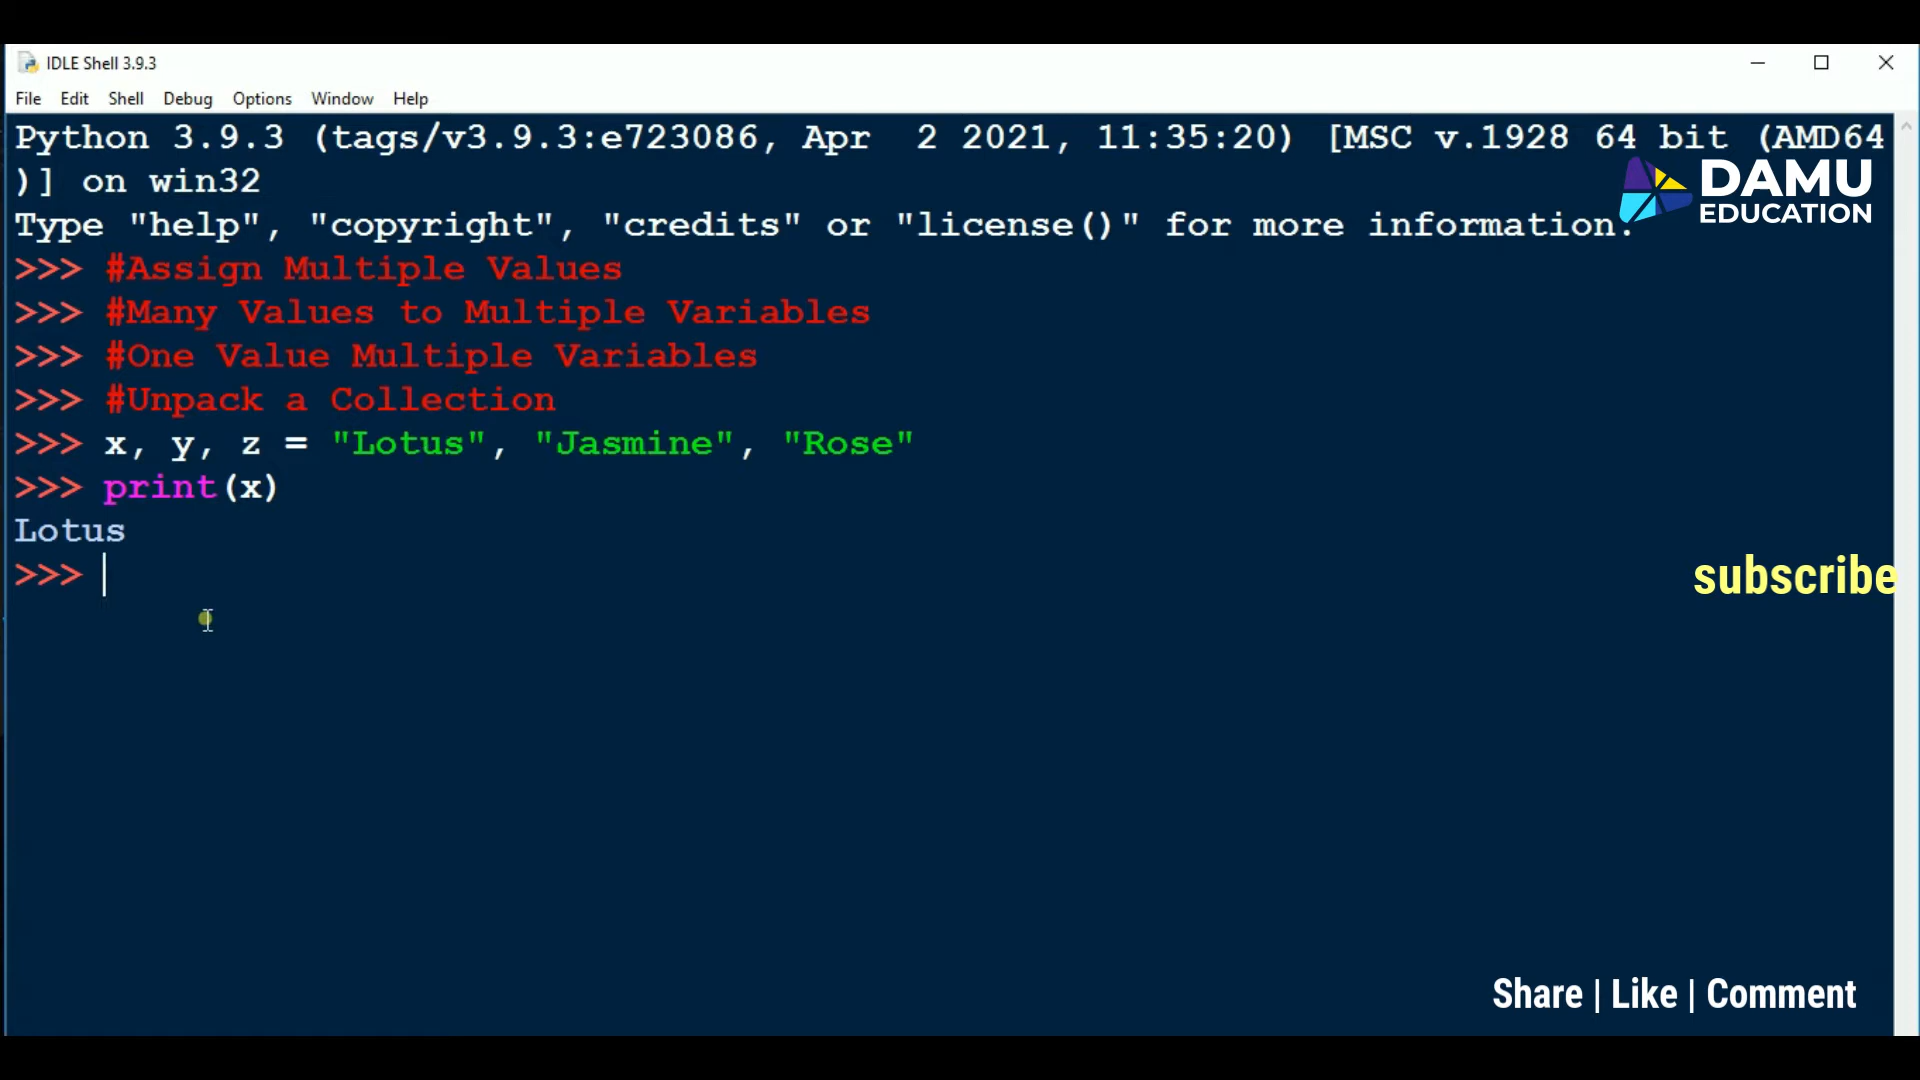 IDLE Shell 3.9.3
File Edit Shell Debug Options Window Help
Python 3.9.3 (tags/v3.9.3:e723086, Apr  2 2021, 11:35:20) [MSC v.1928 64 bit (AMD64
)] on win32
DAMU
EDUCATION
Type "help", "copyright", "credits" or "license()" for more information.
>>> #Assign Multiple Values
>>> #Many Values to Multiple Variables
>>> #One Value Multiple Variables
>>> #Unpack a Collection
>>> x, y, z = "Lotus", "Jasmine", "Rose"
>>> print(x)
Lotus
>>>
subscribe
Share | Like | Comment